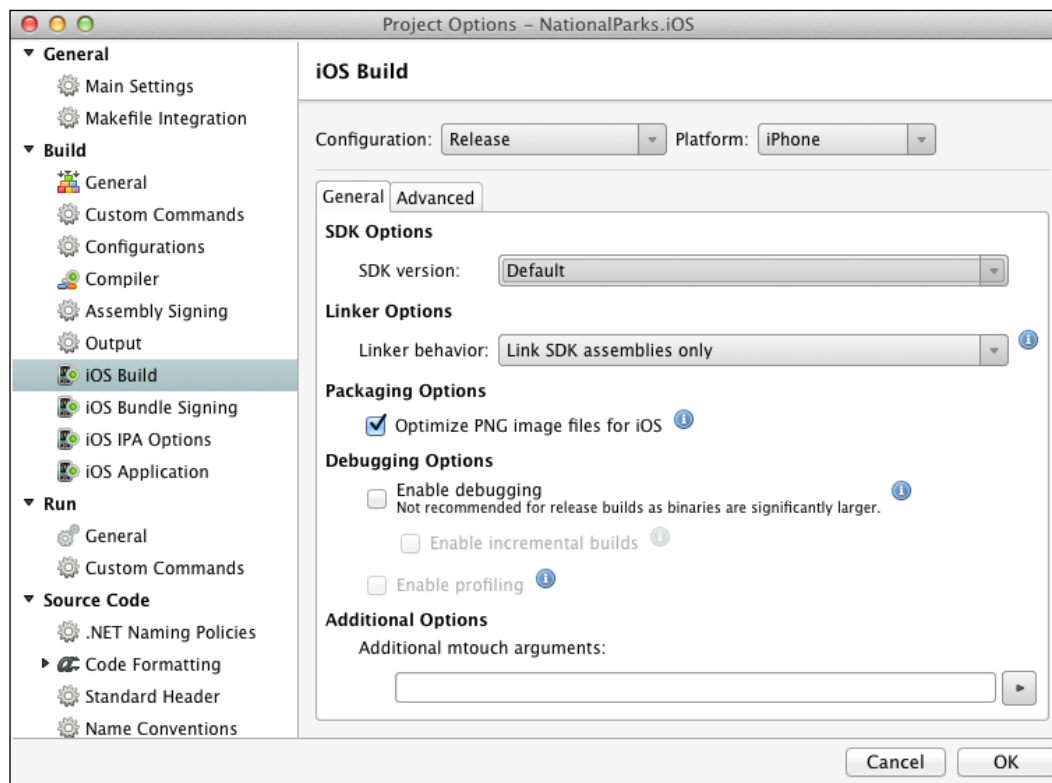 Project Options – NationalParks.iOS
General
Main Settings
Makefile Integration
Build
General
Custom Commands
Configurations
Compiler
Assembly Signing
Output
iOS Build
iOS Bundle Signing
iOS IPA Options
iOS Application
Run
General
Custom Commands
Source Code
.NET Naming Policies
Code Formatting
Standard Header
Name Conventions
iOS Build
Configuration: Release Platform: iPhone
General Advanced
SDK Options
SDK version: Default
Linker Options
Linker behavior: Link SDK assemblies only
Packaging Options
Optimize PNG image files for iOS
Debugging Options
Enable debugging
Not recommended for release builds as binaries are significantly larger.
Enable incremental builds
Enable profiling
Additional Options
Additional mtouch arguments:
Cancel OK